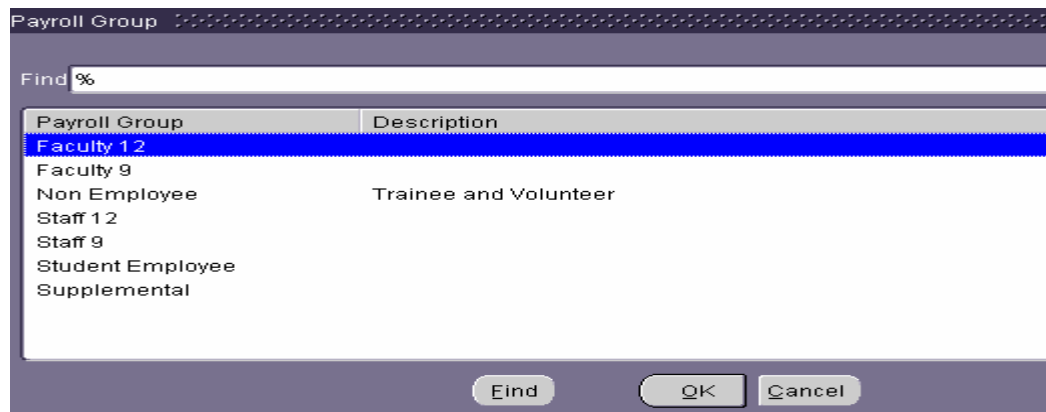 Payroll Group
Find %
Payroll Group Description
Faculty 12
Faculty 9
Non Employee Trainee and Volunteer
Staff 12
Staff 9
Student Employee
Supplemental
Find OK Cancel